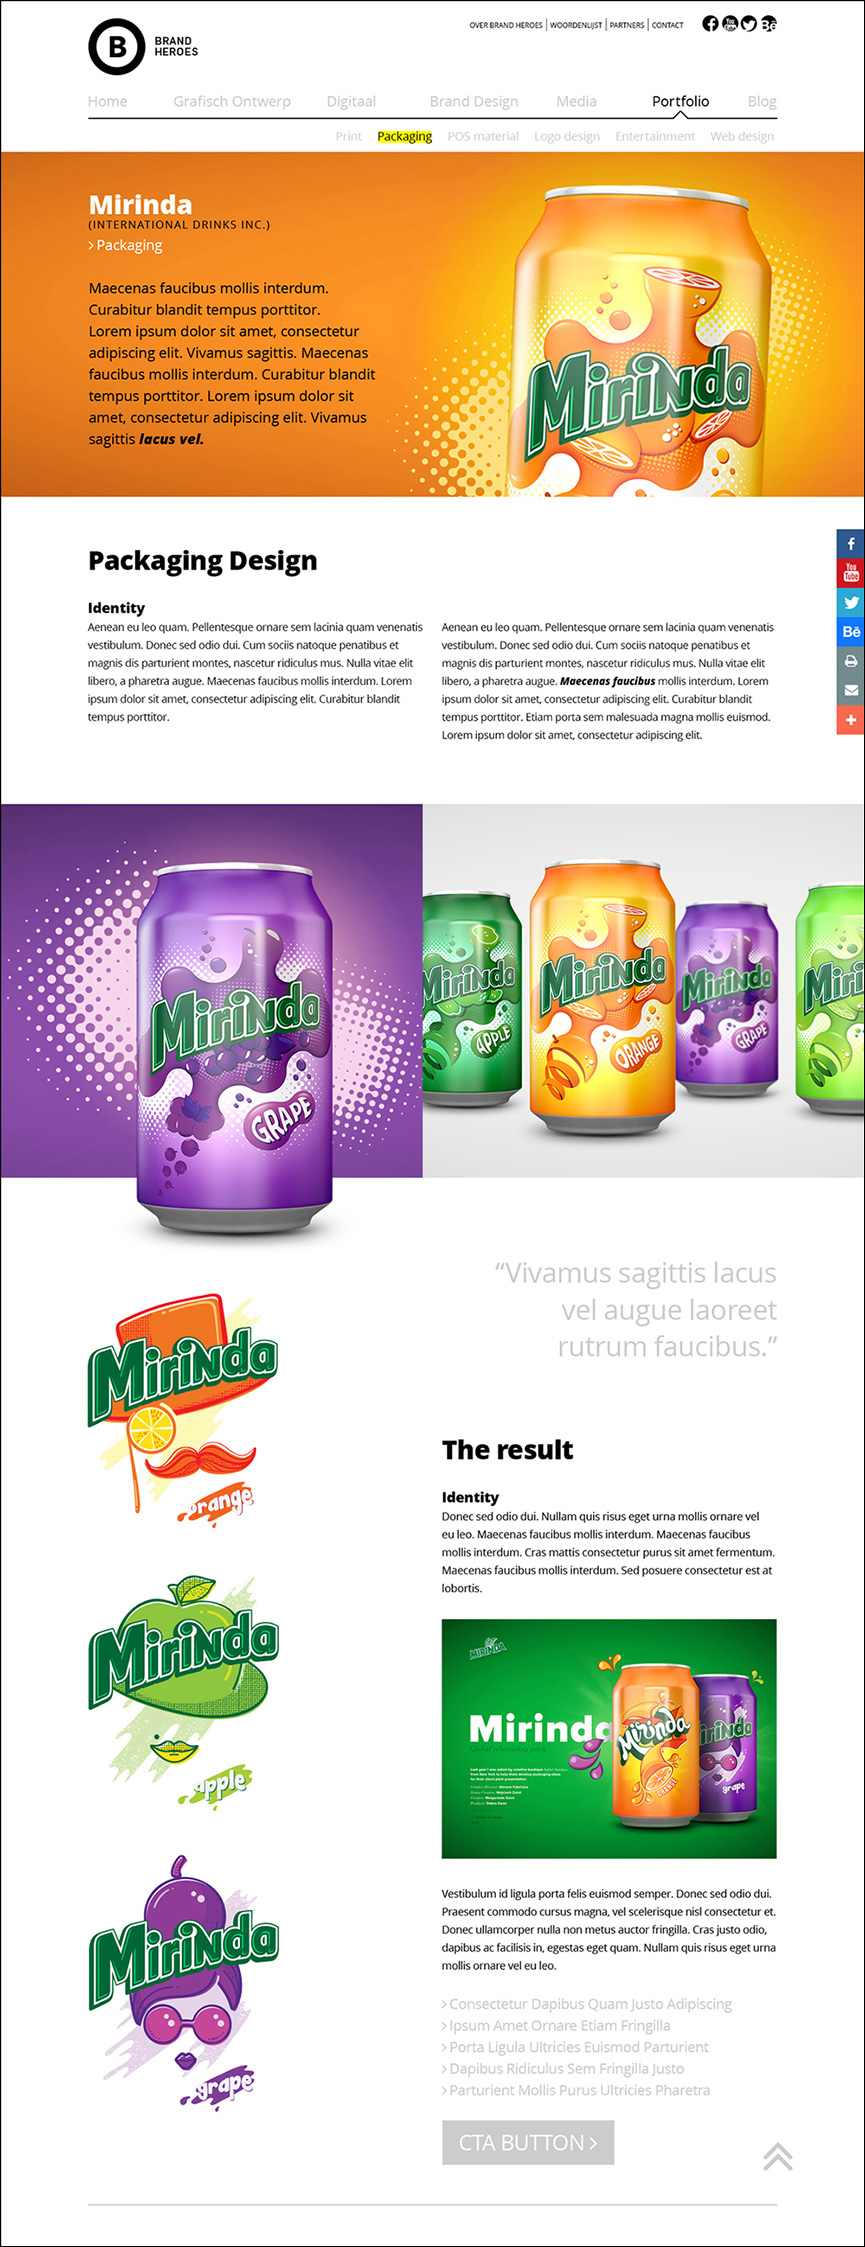 B
BRAND
HEROES
OVER BRAND HEROES | WOORDENLIJST | PARTNERS | CONTACT
f You Tube Bē
Home Grafisch Ontwerp Digitaal Brand Design Media Portfolio Blog
Print Packaging POS material Logo design Entertainment Web design
Mirinda
(INTERNATIONAL DRINKS INC.)
> Packaging
Maecenas faucibus mollis interdum.
Curabitur blandit tempus porttitor.
Lorem ipsum dolor sit amet, consectetur
adipiscing elit. Vivamus sagittis. Maecenas
faucibus mollis interdum. Curabitur blandit
tempus porttitor. Lorem ipsum dolor sit
amet, consectetur adipiscing elit. Vivamus
sagittis lacus vel.
Mirinda
f
You
Tube
Bē
+
Packaging Design
Identity
Aenean eu leo quam. Pellentesque ornare sem lacinia quam venenatis
vestibulum. Donec sed odio dui. Cum sociis natoque penatibus et
magnis dis parturient montes, nascetur ridiculus mus. Nulla vitae elit
libero, a pharetra augue. Maecenas faucibus mollis interdum. Lorem
ipsum dolor sit amet, consectetur adipiscing elit. Curabitur blandit
tempus porttitor.
Aenean eu leo quam. Pellentesque ornare sem lacinia quam venenatis
vestibulum. Donec sed odio dui. Cum sociis natoque penatibus et
magnis dis parturient montes, nascetur ridiculus mus. Nulla vitae elit
libero, a pharetra augue. Maecenas faucibus mollis interdum. Lorem
ipsum dolor sit amet, consectetur adipiscing elit. Curabitur blandit
tempus porttitor. Etiam porta sem malesuada magna mollis euismod.
Lorem ipsum dolor sit amet, consectetur adipiscing elit.
Mirinda
GRAPE
Mirinda
APPLE
Mirinda
ORANGE
Mirinda
GRAPE
Miri
“Vivamus sagittis lacus
vel augue laoreet
rutrum faucibus.”
Mirinda
orange
Mirinda
apple
Mirinda
grape
The result
Identity
Donec sed odio dui. Nullam quis risus eget urna mollis ornare vel
eu leo. Maecenas faucibus mollis interdum. Maecenas faucibus
mollis interdum. Cras mattis consectetur purus sit amet fermentum.
Maecenas faucibus mollis interdum. Sed posuere consectetur est at
lobortis.
MIRINDA
Mirinda
Global rebranding pitch
Mirinda
ORANGE
irinda
grape
Vestibulum id ligula porta felis euismod semper. Donec sed odio dui.
Praesent commodo cursus magna, vel scelerisque nisl consectetur et.
Donec ullamcorper nulla non metus auctor fringilla. Cras justo odio,
dapibus ac facilisis in, egestas eget quam. Nullam quis risus eget urna
mollis ornare vel eu leo.
> Consectetur Dapibus Quam Justo Adipiscing
> Ipsum Amet Ornare Etiam Fringilla
> Porta Ligula Ultricies Euismod Parturient
> Dapibus Ridiculus Sem Fringilla Justo
> Parturient Mollis Purus Ultricies Pharetra
CTA BUTTON >